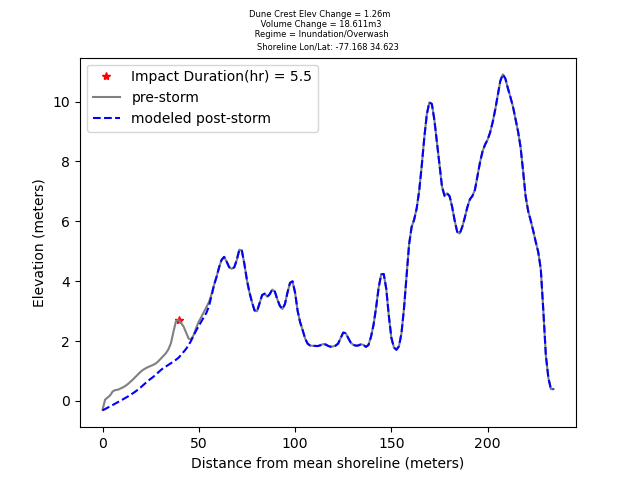 Dune Crest Elev Change = 1.26m
Volume Change = 18.611m3
Regime = Inundation/Overwash
Shoreline Lon/Lat: -77.168 34.623
Impact Duration(hr) = 5.5
pre-storm
modeled post-storm
Elevation (meters)
10
8
6
4
2
0
0 50 100 150 200
Distance from mean shoreline (meters)